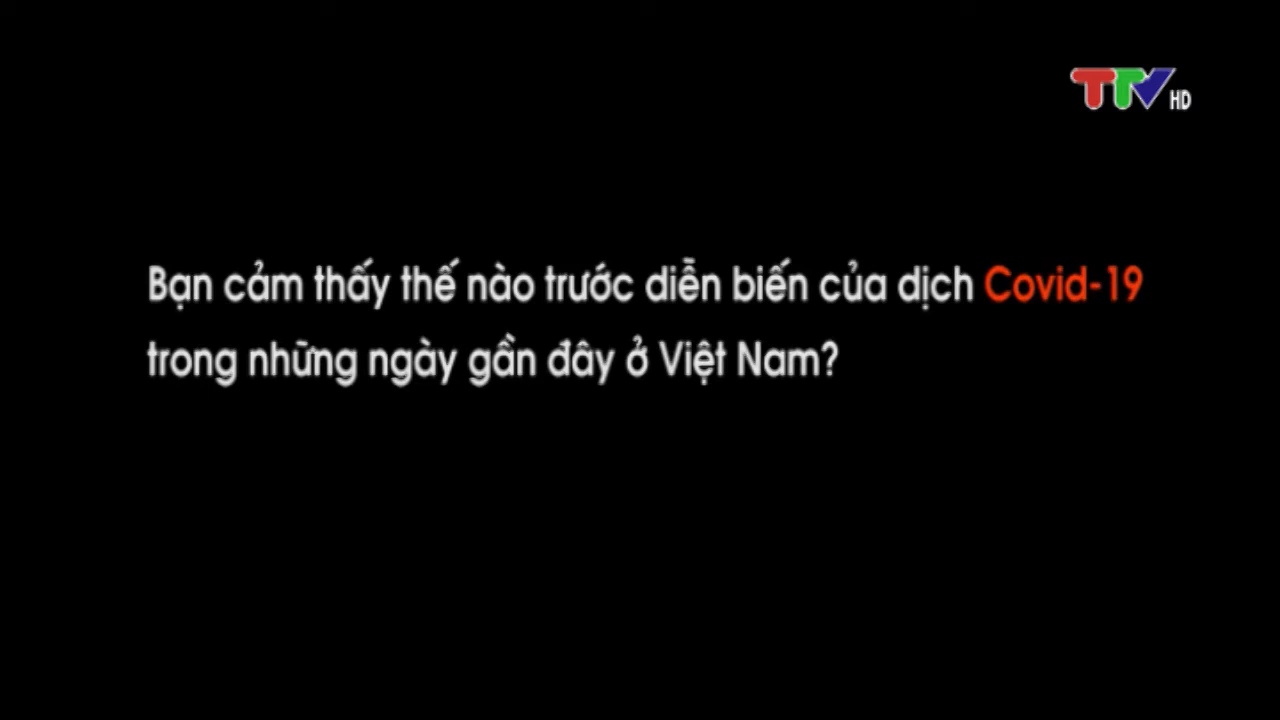 TTV HD
Bạn cảm thấy thế nào trước diễn biến của dịch Covid-19
trong những ngày gần đây ở Việt Nam?